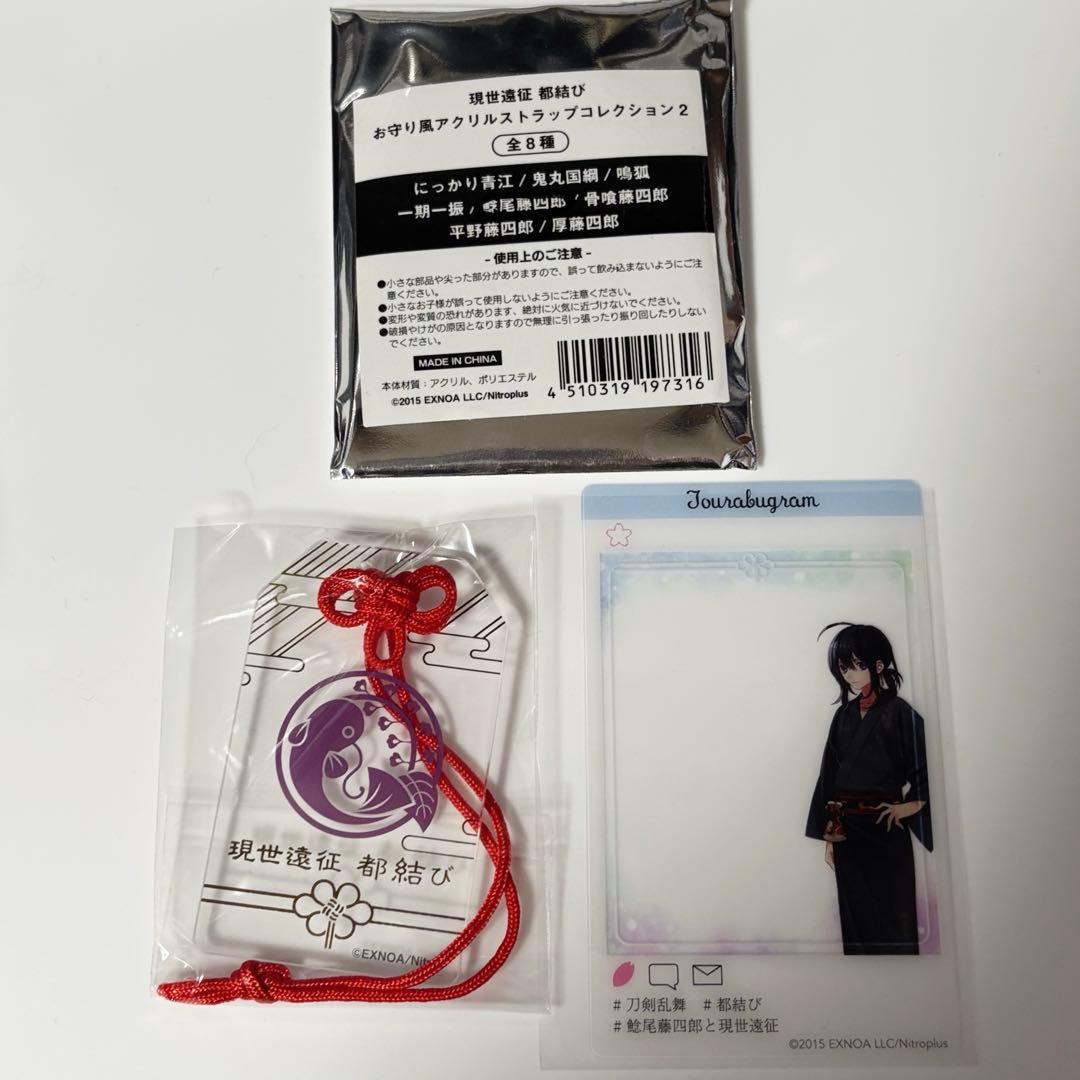 現世遠征 都結び
お守り風アクリルストラップコレクション2
全8種
にっかり青江 / 鬼丸国綱 / 鳴狐
一期一振 / 鯰尾藤四郎 / 骨喰藤四郎
平野藤四郎 / 厚藤四郎
- 使用上のご注意 -
●小さな部品や尖った部分がありますので、誤って飲み込まないようにご注
意ください。
●小さなお子様が誤って使用しないようにご注意ください。
●変形や変質の恐れがあります、絶対に火気に近づけないでください。
●破損やけがの原因となりますので無理に引っ張ったり振り回したりしない
でください。
MADE IN CHINA
本体材質：アクリル、ポリエステル
©2015 EXNOA LLC/Nitroplus
4 510319 197316
Tourabugram
現世遠征 都結び
©EXNOA/Nit
# 刀剣乱舞 # 都結び
# 鯰尾藤四郎と現世遠征
©2015 EXNOA LLC/Nitroplus